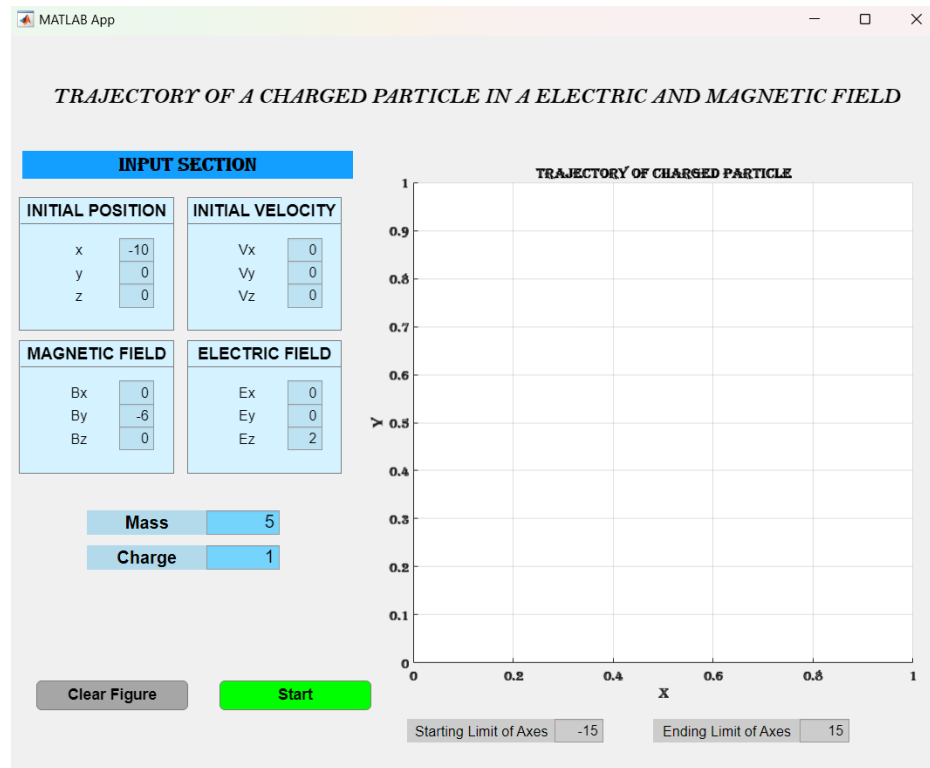 MATLAB App
TRAJECTORY OF A CHARGED PARTICLE IN A ELECTRIC AND MAGNETIC FIELD
INPUT SECTION
INITIAL POSITION
x -10
y 0
z 0
INITIAL VELOCITY
Vx 0
Vy 0
Vz 0
MAGNETIC FIELD
Bx 0
By -6
Bz 0
ELECTRIC FIELD
Ex 0
Ey 0
Ez 2
Mass 5
Charge 1
Clear Figure
Start
TRAJECTORY OF CHARGED PARTICLE
1
0.9
0.8
0.7
0.6
0.5
0.4
0.3
0.2
0.1
0
Y
0 0.2 0.4 0.6 0.8 1
X
Starting Limit of Axes -15
Ending Limit of Axes 15